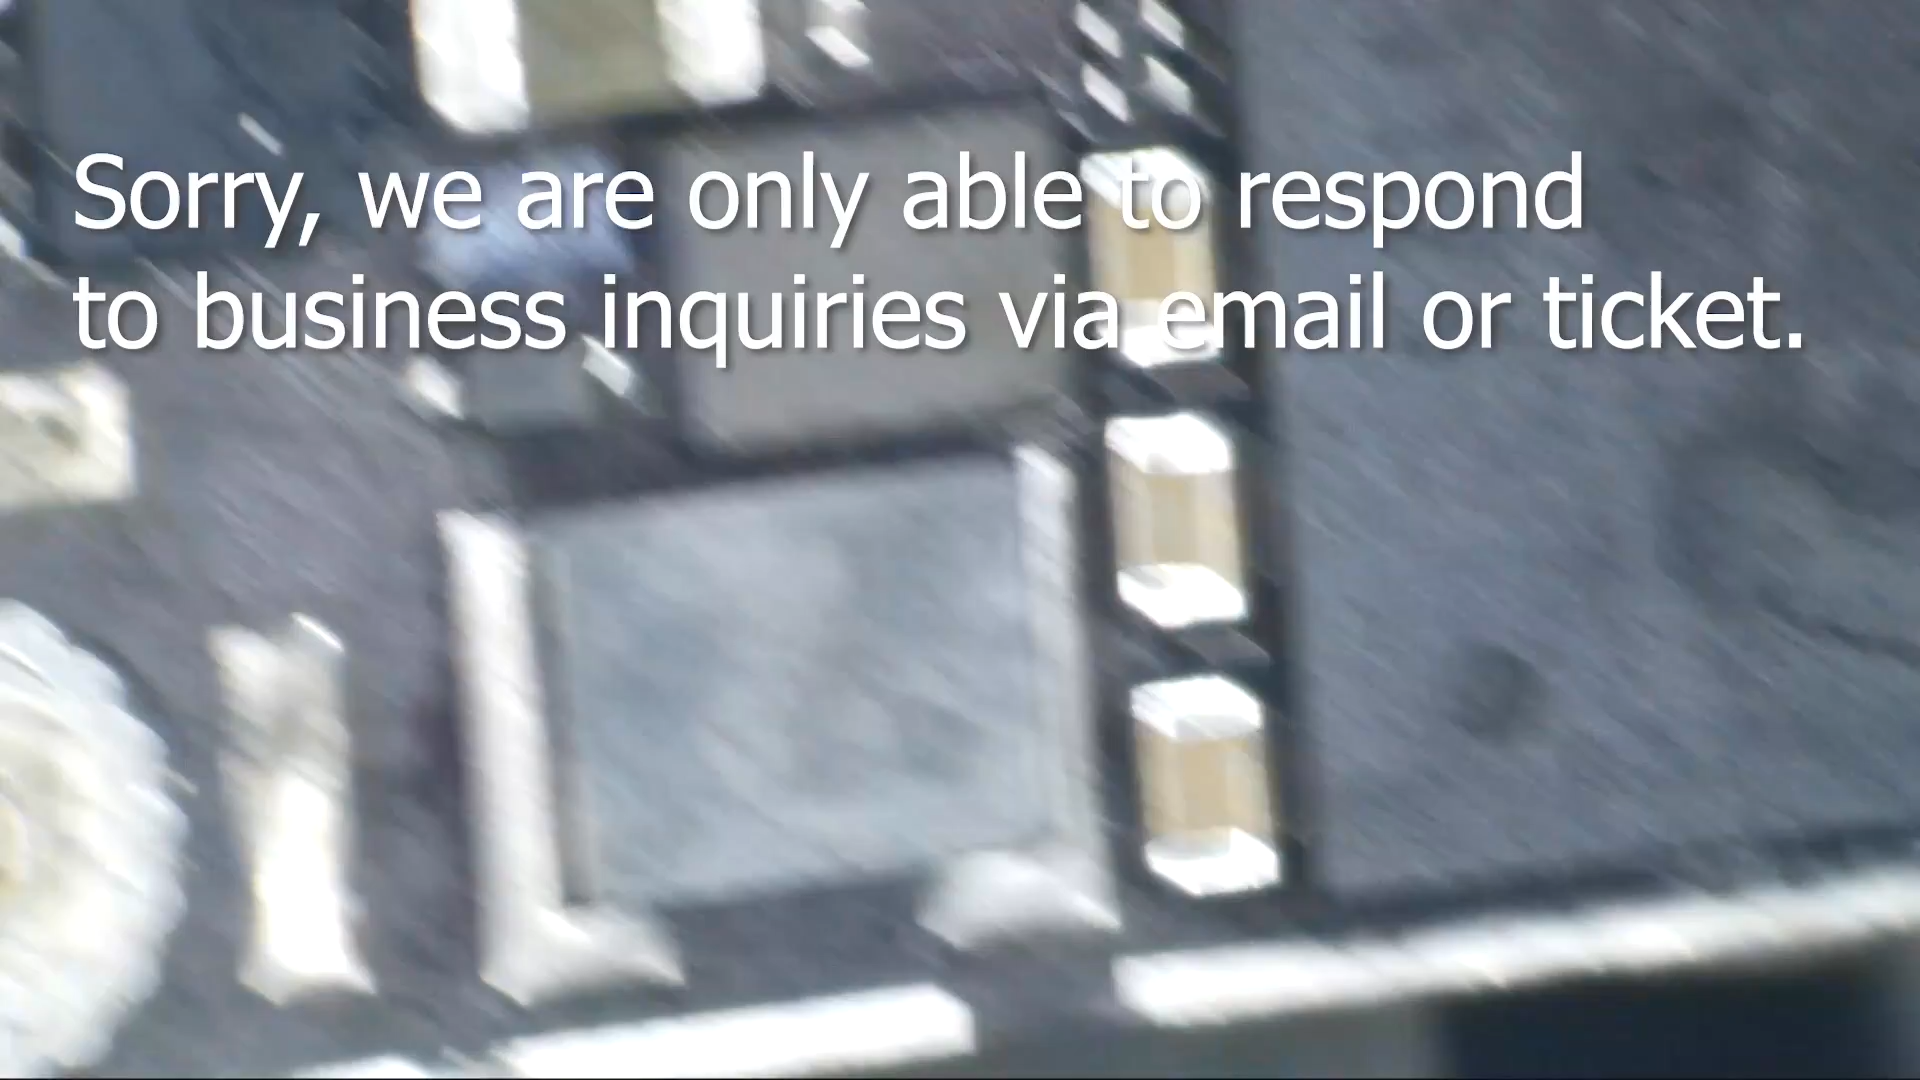 Sorry, we are only able to respond
to business inquiries via email or ticket.